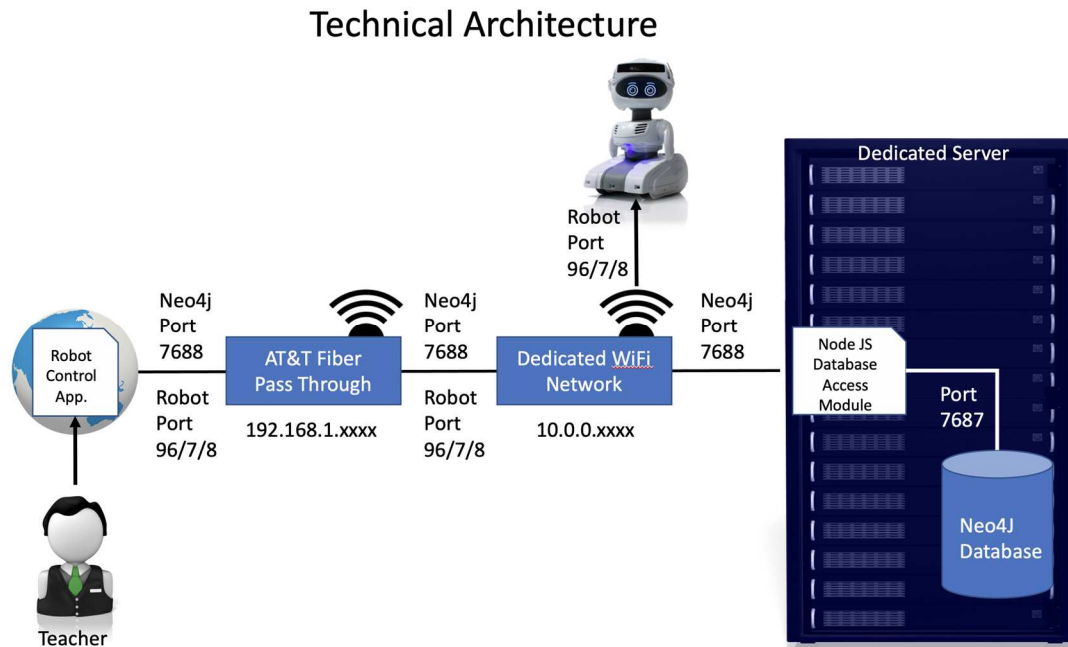 Technical Architecture
Dedicated Server
Robot
Port
96/7/8
Neo4j
Port
7688
Neo4j
Port
7688
Neo4j
Port
7688
Robot
Control
App.
AT&T Fiber
Pass Through
Dedicated WiFi
Network
Node JS
Database
Access
Module
Port
7687
Robot
Port
96/7/8
192.168.1.xxxx
Robot
Port
96/7/8
10.0.0.xxxx
Neo4J
Database
Teacher